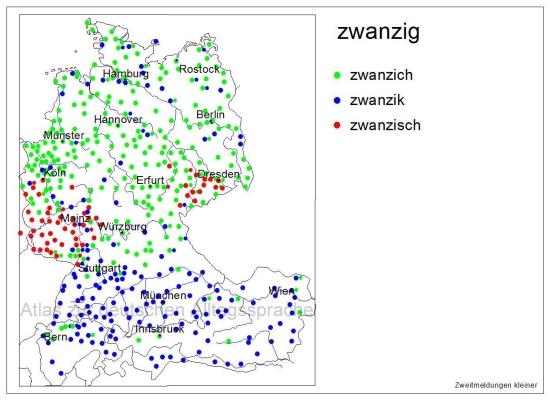 zwanzig
zwanzich
zwanzik
zwanzisch
Hamburg
Rostock
Hannover
Berlin
Münster
Köln
Erfurt
Dresden
Mainz
Würzburg
Stuttgart
München
Wien
Atlas zur deutschen Alltagssprache
Innsbruck
Bern
Zweitmeldungen kleiner